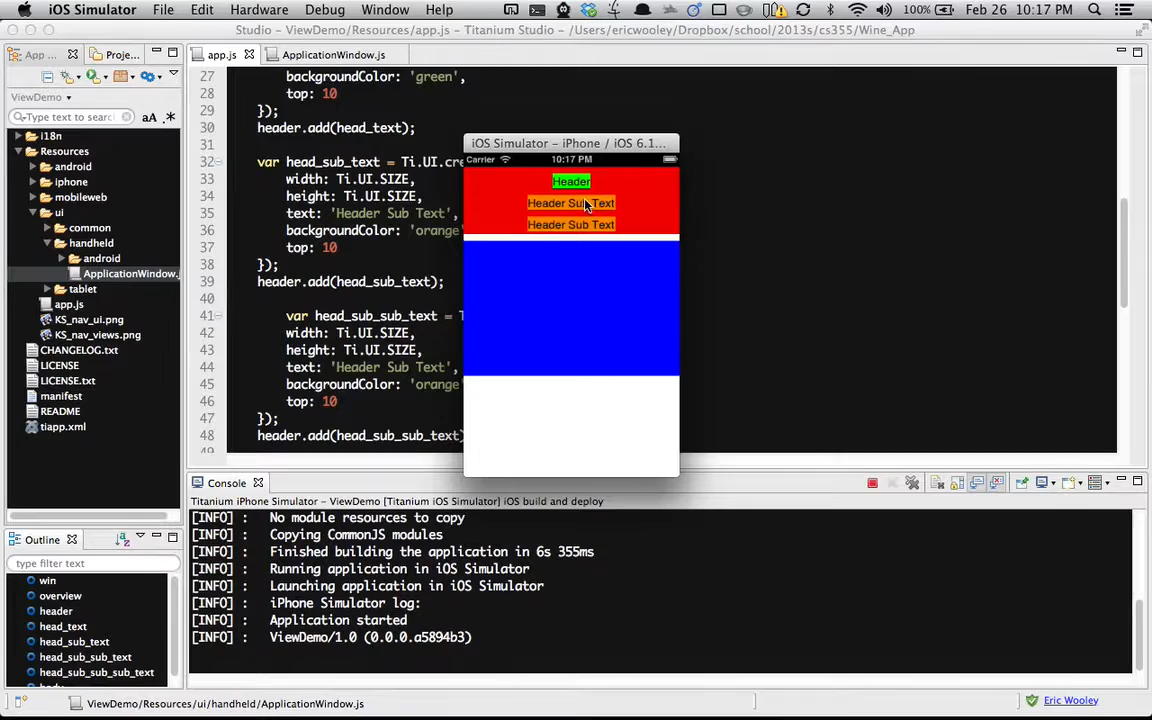 iOS Simulator File Edit Hardware Debug Window Help 100% Feb 26 10:17 PM
Studio – ViewDemo/Resources/app.js – Titanium Studio – /Users/ericwooley/Dropbox/school/2013s/cs355/Wine_App
App ... Proje... app.js ApplicationWindow.js
ViewDemo
Type text to searc aA .*
i18n
Resources
android
iphone
mobileweb
ui
common
handheld
android
ApplicationWindow.j
tablet
app.js
KS_nav_ui.png
KS_nav_views.png
CHANGELOG.txt
LICENSE
LICENSE.txt
manifest
README
tiapp.xml
27 backgroundColor: 'green',
28 top: 10
29 });
30 header.add(head_text);
31
32 var head_sub_text = Ti.UI.cre
33 width: Ti.UI.SIZE,
34 height: Ti.UI.SIZE,
35 text: 'Header Sub Text',
36 backgroundColor: 'orange'
37 top: 10
38 });
39 header.add(head_sub_text);
40
41 var head_sub_sub_text = T
42 width: Ti.UI.SIZE,
43 height: Ti.UI.SIZE,
44 text: 'Header Sub Text',
45 backgroundColor: 'orange'
46 top: 10
47 });
48 header.add(head_sub_sub_text)
49
iOS Simulator – iPhone / iOS 6.1...
Carrier 10:17 PM
Header
Header Sub Text
Header Sub Text
Console
Titanium iPhone Simulator – ViewDemo [Titanium iOS Simulator] iOS build and deploy
[INFO] : No module resources to copy
[INFO] : Copying CommonJS modules
[INFO] : Finished building the application in 6s 355ms
[INFO] : Running application in iOS Simulator
[INFO] : Launching application in iOS Simulator
[INFO] : iPhone Simulator log:
[INFO] : Application started
[INFO] : ViewDemo/1.0 (0.0.0.a5894b3)
Outline
type filter text
win
overview
header
head_text
head_sub_text
head_sub_sub_text
head_sub_sub_sub_text
ViewDemo/Resources/ui/handheld/ApplicationWindow.js
Eric Wooley